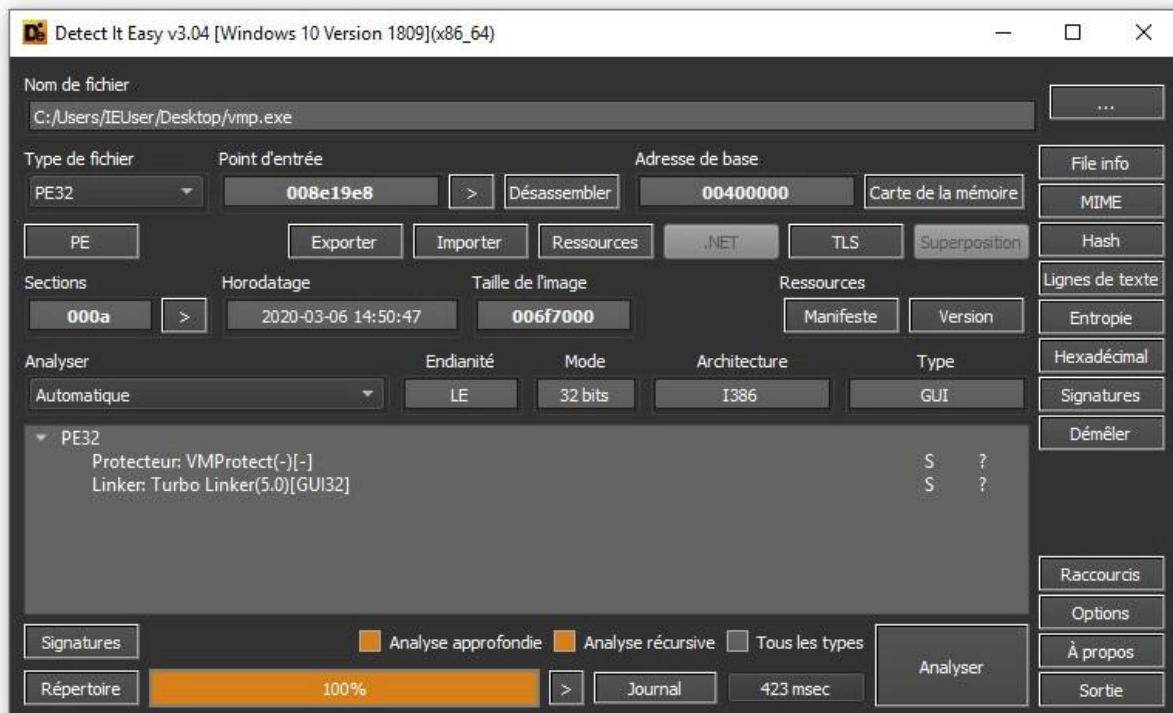 Detect It Easy v3.04 [Windows 10 Version 1809](x86_64)
Nom de fichier
C:/Users/IEUser/Desktop/vmp.exe
...
Type de fichier Point d'entrée Adresse de base
PE32 008e19e8 > Désassembler 00400000 Carte de la mémoire
File info
MIME
PE Exporter Importer Ressources .NET TLS Superposition
Hash
Sections Horodatage Taille de l'image Ressources
Lignes de texte
000a > 2020-03-06 14:50:47 006f7000 Manifeste Version
Entropie
Analyser Endianité Mode Architecture Type
Hexadécimal
Automatique LE 32 bits I386 GUI
Signatures
PE32
Démêler
Protecteur: VMProtect(-)[-] S ?
Linker: Turbo Linker(5.0)[GUI32] S ?
Raccourcis
Options
Signatures Analyse approfondie Analyse récursive Tous les types Analyser
À propos
Répertoire 100% > Journal 423 msec
Sortie